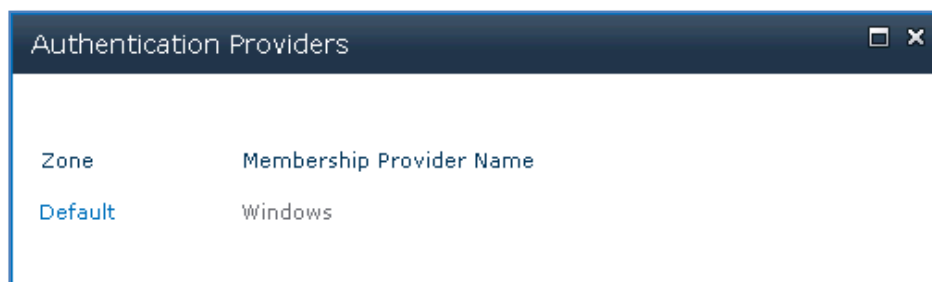 Authentication Providers
Zone Membership Provider Name
Default Windows